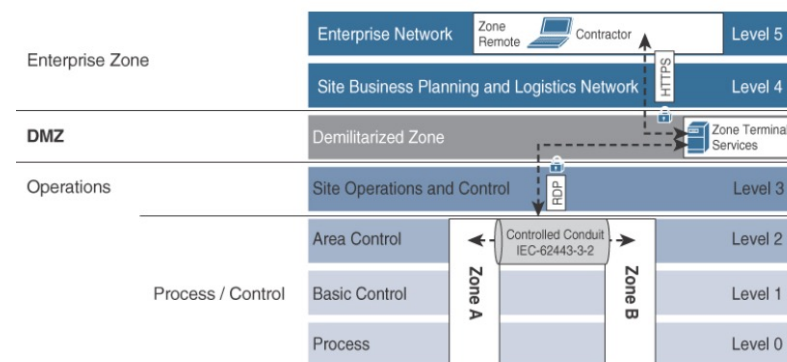 Enterprise Zone
Enterprise Network
Zone
Remote
Contractor
Level 5
HTTPS
Site Business Planning and Logistics Network
Level 4
DMZ
Demilitarized Zone
Zone Terminal
Services
Operations
RDP
Site Operations and Control
Level 3
Process / Control
Area Control
Controlled Conduit
IEC-62443-3-2
Level 2
Zone A
Zone B
Basic Control
Level 1
Process
Level 0